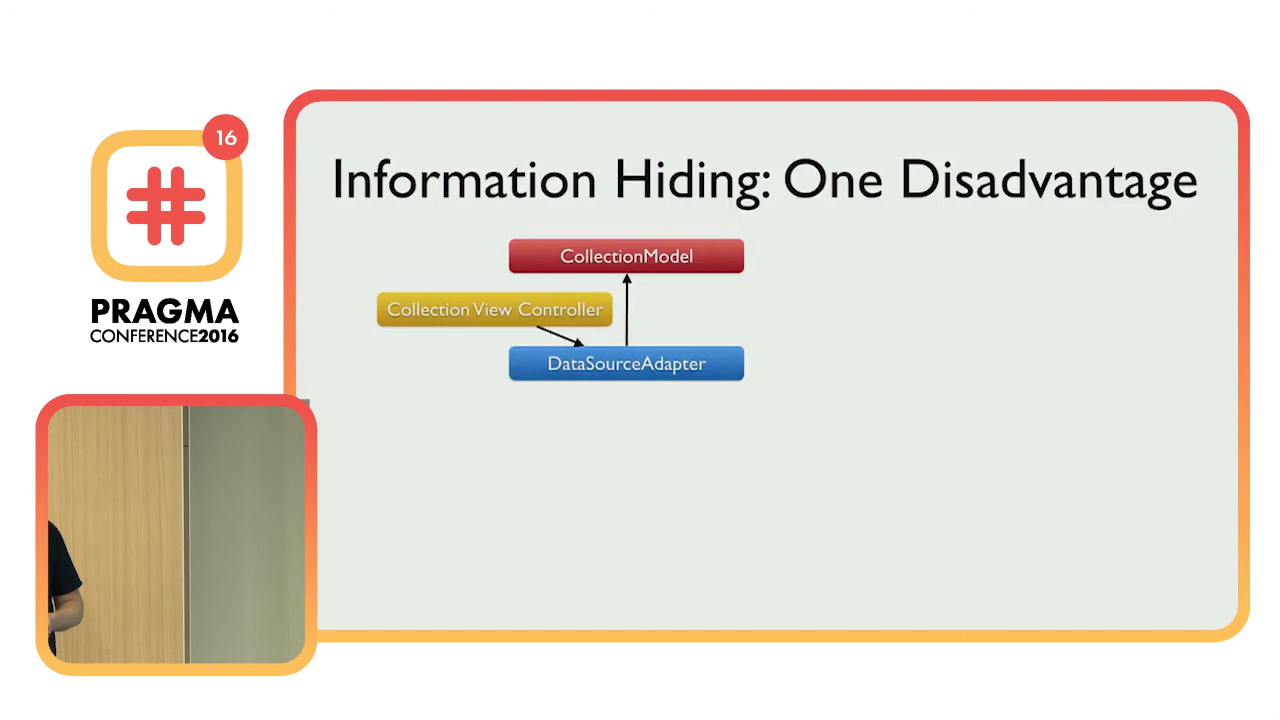 16
PRAGMA
CONFERENCE2016
Information Hiding: One Disadvantage
CollectionModel
Collection View Controller
DataSourceAdapter